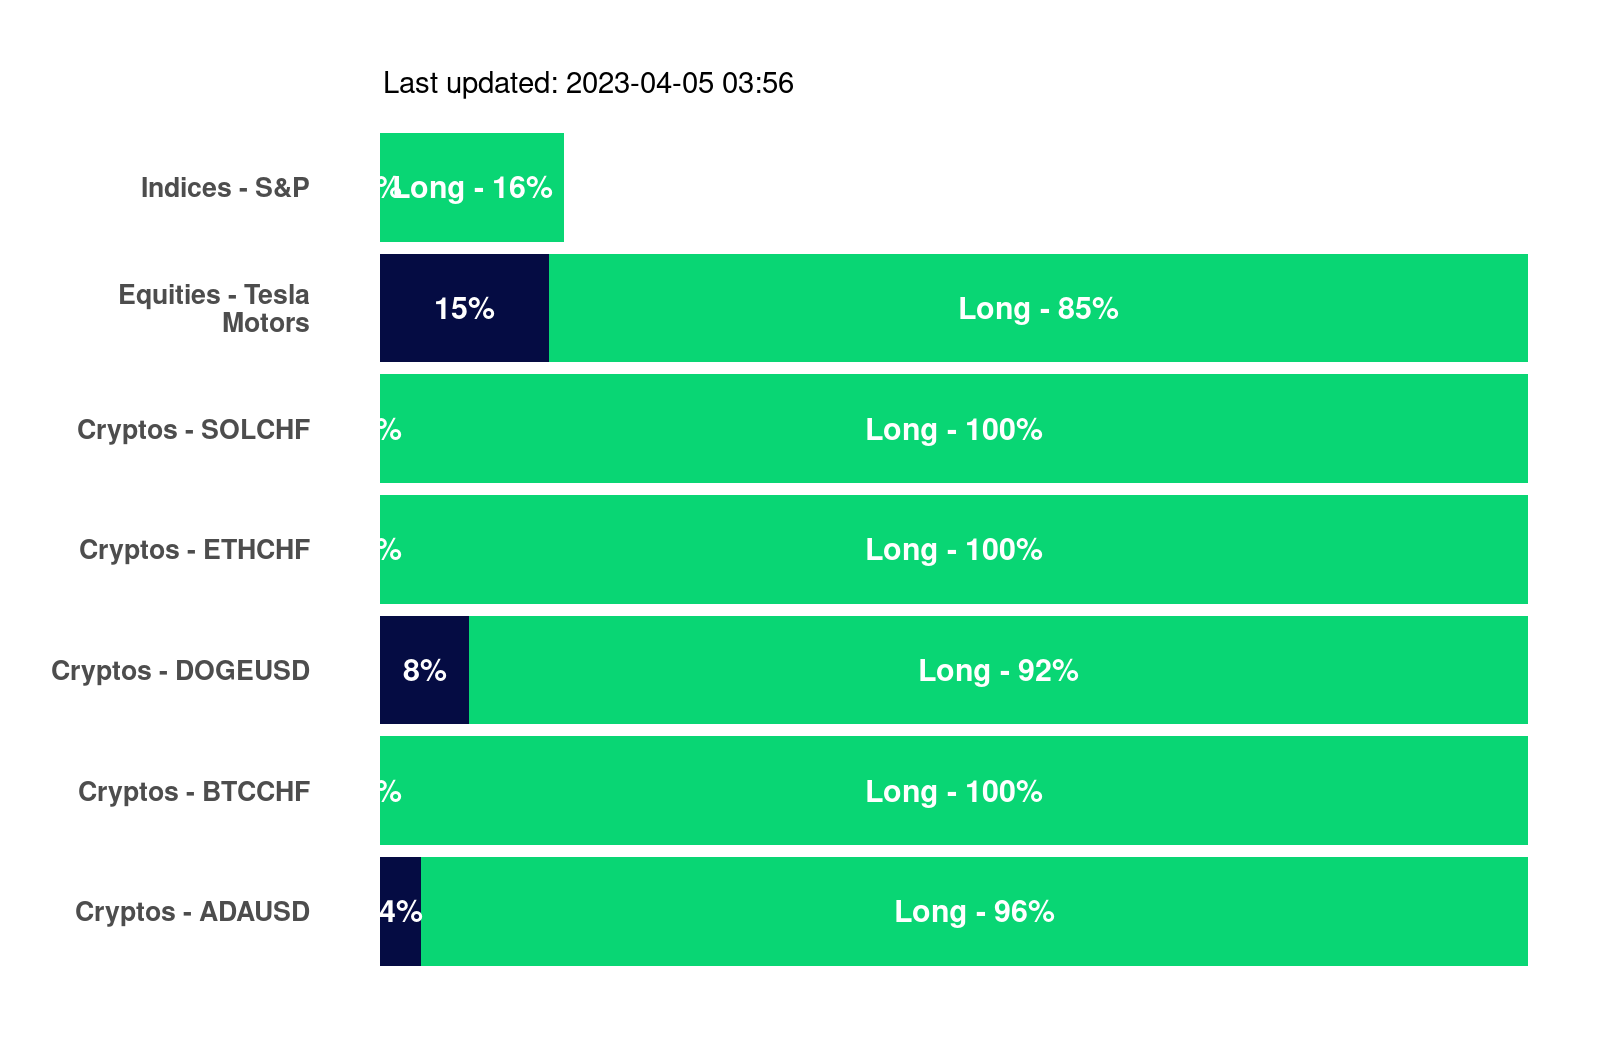 Last updated: 2023-04-05 03:56
Indices - S&P
% Long - 16%
Equities - Tesla
Motors
15% Long - 85%
Cryptos - SOLCHF
% Long - 100%
Cryptos - ETHCHF
% Long - 100%
Cryptos - DOGEUSD
8% Long - 92%
Cryptos - BTCCHF
% Long - 100%
Cryptos - ADAUSD
4% Long - 96%